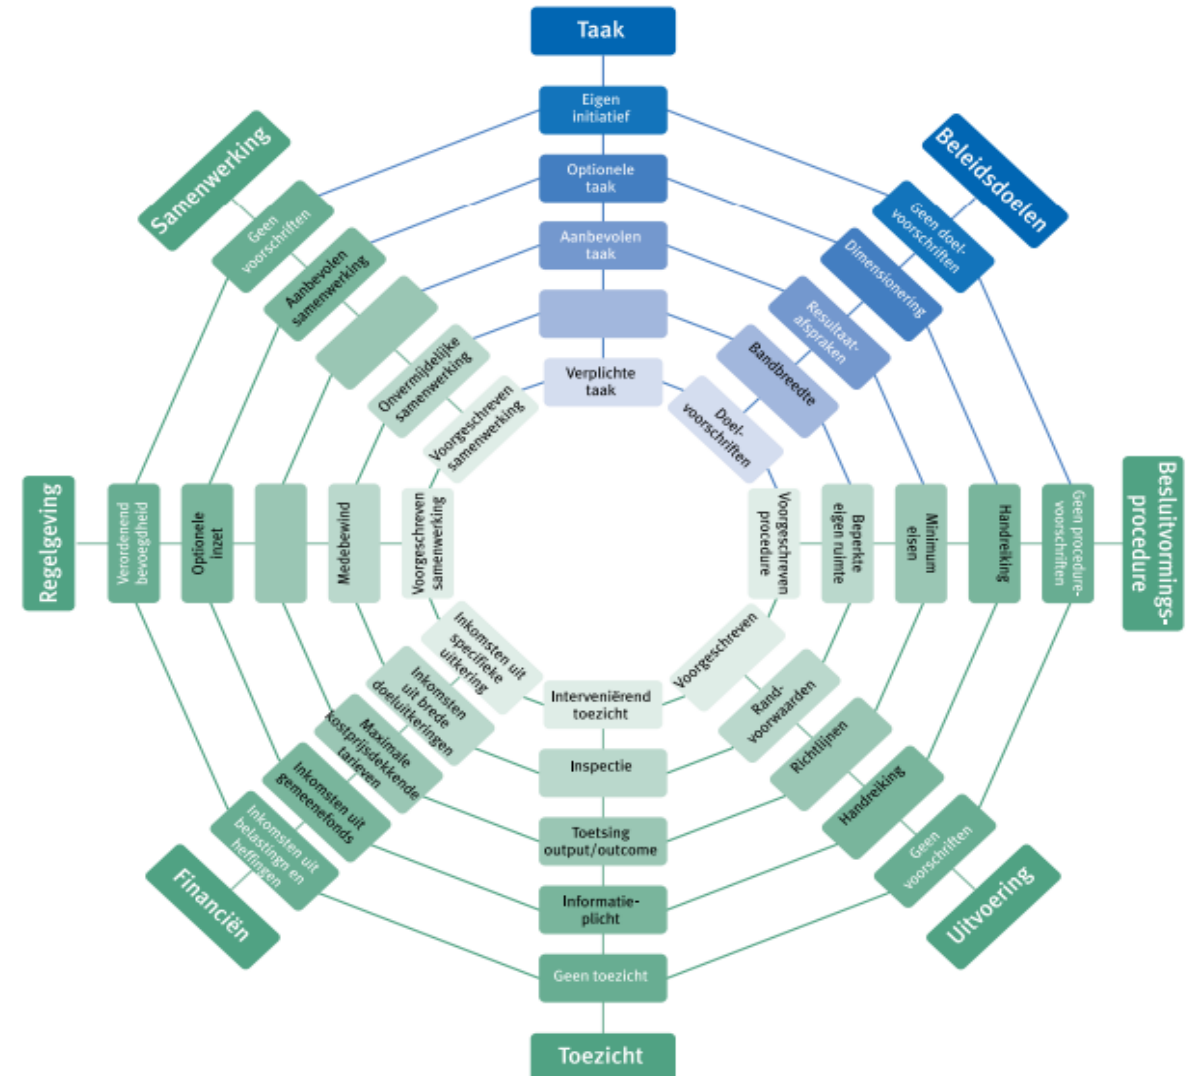 Taak
Eigen
initiatief
Optionele
taak
Aanbevolen
taak
Verplichte
taak
Beleidsdoelen
Geen doel-
voorschriften
Dimensionering
Resultaat-
afspraken
Bandbreedte
Doel-
voorschriften
Besluitvormings-
procedure
Geen procedure-
voorschriften
Handreiking
Minimum
eisen
Beperkte
eigen ruimte
Voorgeschreven
procedure
Uitvoering
Geen
voorschriften
Handreiking
Richtlijnen
Rand-
voorwaarden
Voorgeschreven
Interveniërend
toezicht
Inspectie
Toetsing
output/outcome
Informatie-
plicht
Geen toezicht
Toezicht
Financiën
Inkomsten uit
belastingn en
heffingen
Inkomsten uit
gemeenefonds
Maximale
kostprijsdekkende
tarieven
Inkomsten
uit brede
doeluitkeringen
Inkomsten uit
specifieke
uitkering
Regelgeving
Verordenend
bevoegdheid
Optionele
inzet
Medebewind
Voorgeschreven
samenwerking
Samenwerking
Geen
voorschriften
Aanbevolen
samenwerking
Onvermijdelijke
samenwerking
Voorgeschreven
samenwerking